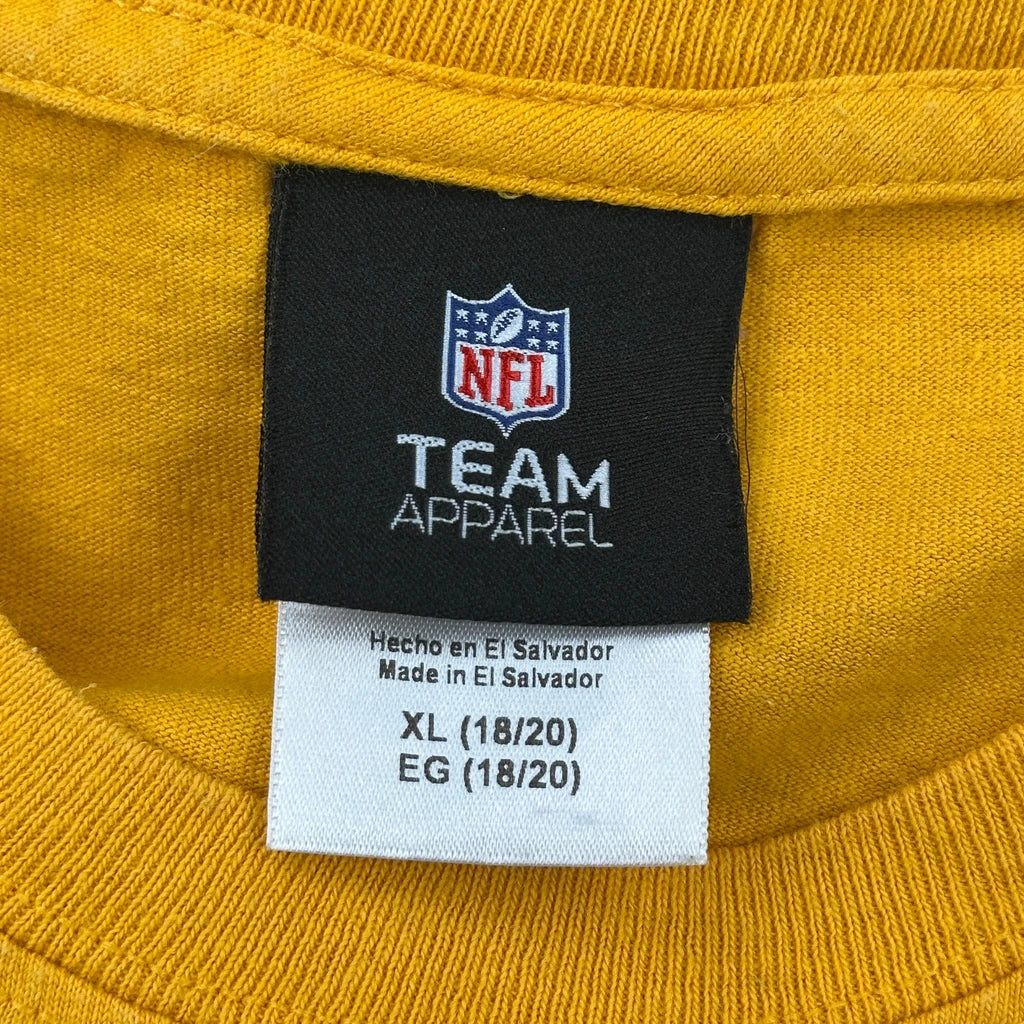 NFL
TEAM
APPAREL
Hecho en El Salvador
Made in El Salvador
XL (18/20)
EG (18/20)